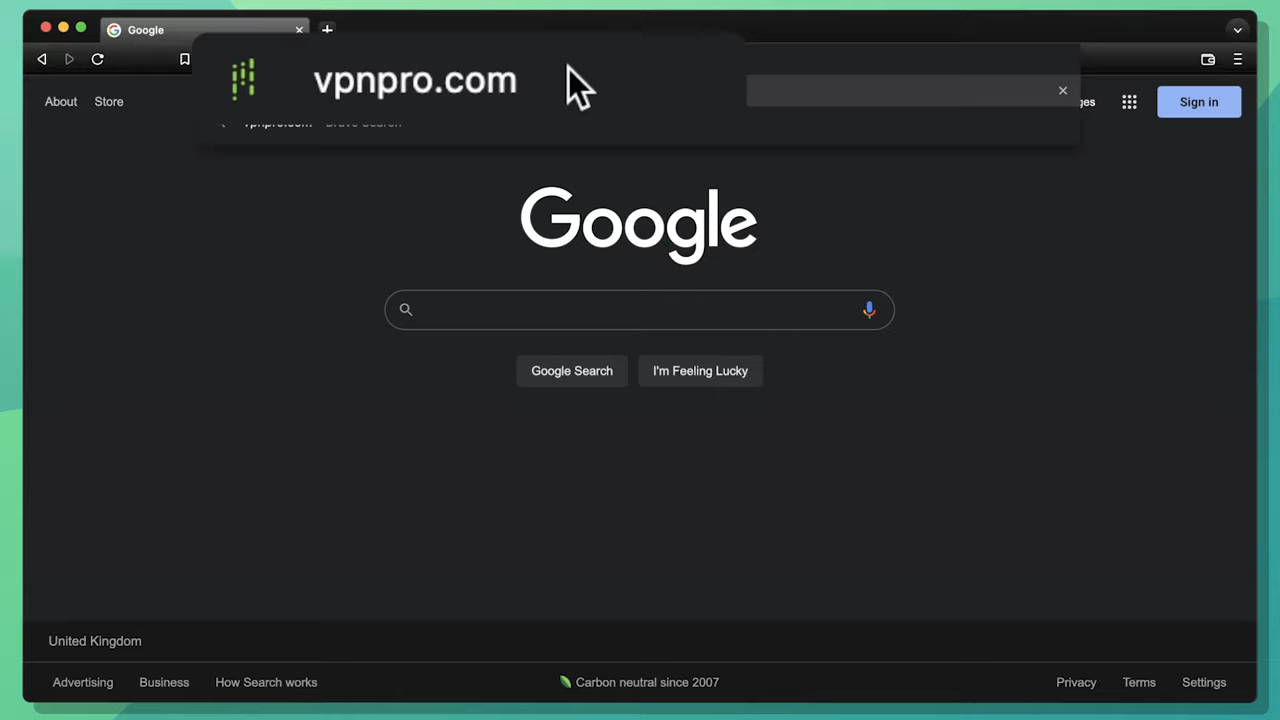 Google
vpnpro.com
About
Store
Sign in
Google
Google Search
I'm Feeling Lucky
United Kingdom
Advertising
Business
How Search works
Carbon neutral since 2007
Privacy
Terms
Settings